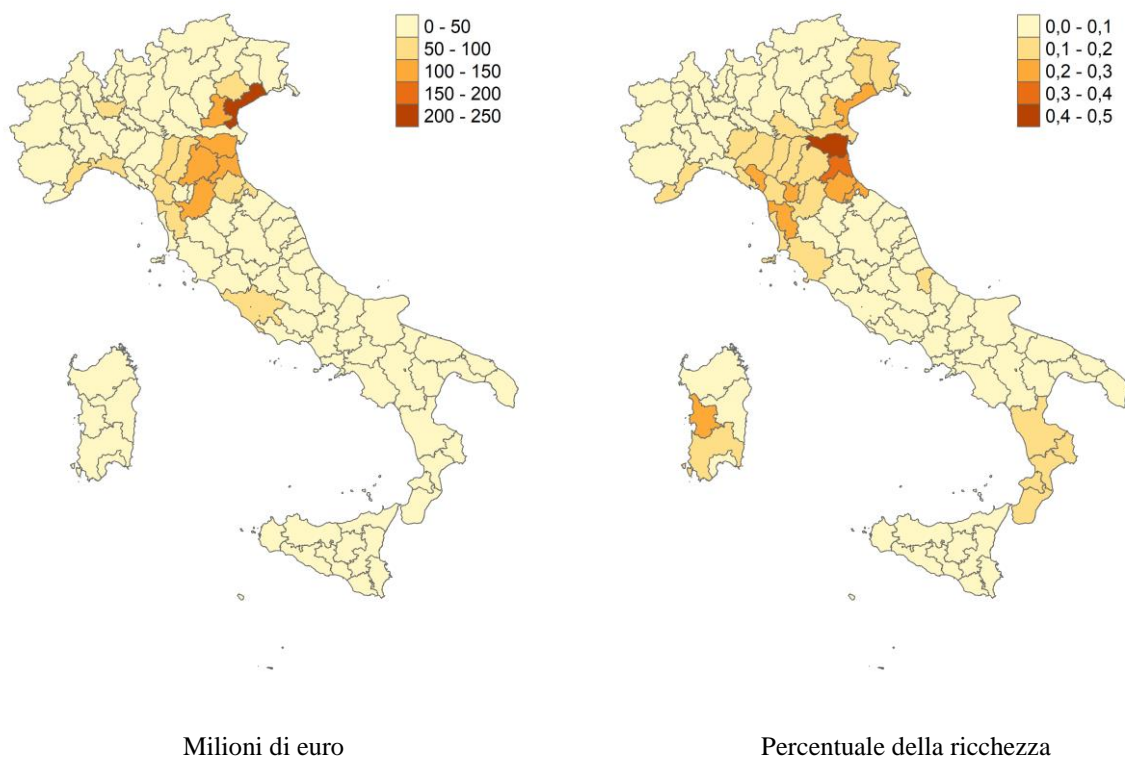 0 - 50
50 - 100
100 - 150
150 - 200
200 - 250
0,0 - 0,1
0,1 - 0,2
0,2 - 0,3
0,3 - 0,4
0,4 - 0,5
Milioni di euro
Percentuale della ricchezza